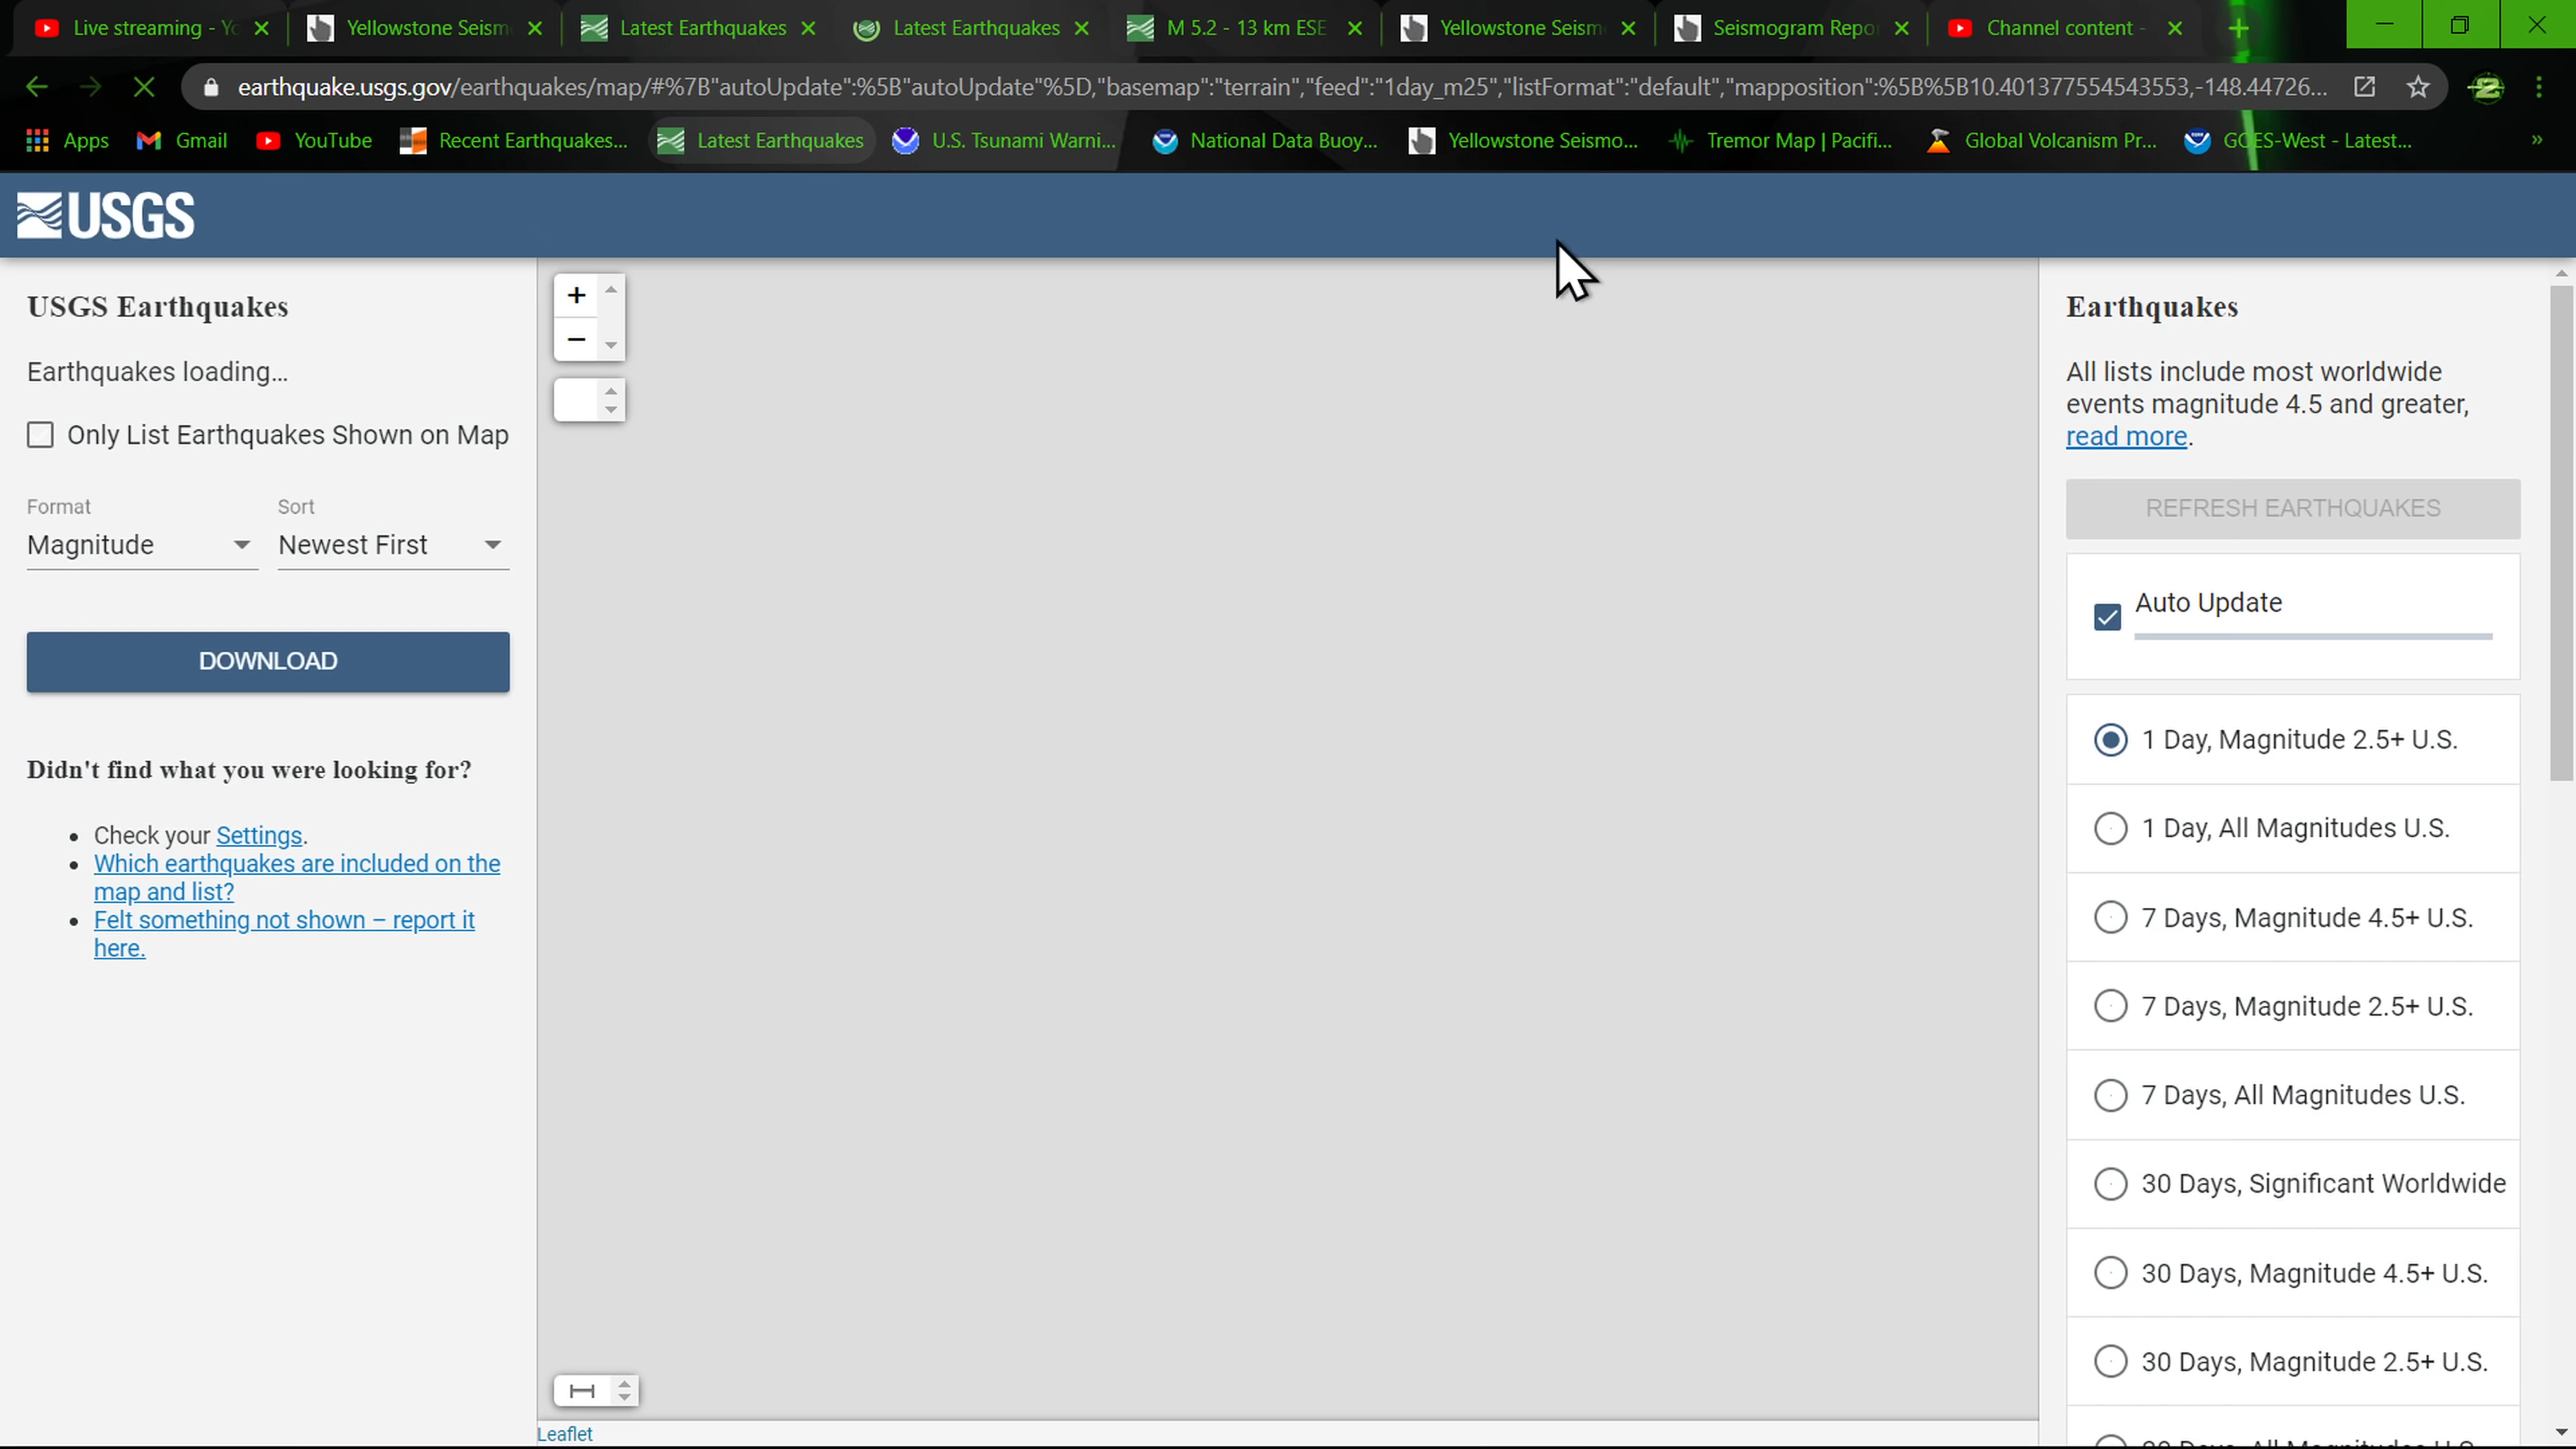 Live streaming - Yo
Yellowstone Seism
Latest Earthquakes
Latest Earthquakes
M 5.2 - 13 km ESE
Yellowstone Seism
Seismogram Repo
Channel content -
earthquake.usgs.gov/earthquakes/map/#%7B"autoUpdate":%5B"autoUpdate"%5D,"basemap":"terrain","feed":"1day_m25","listFormat":"default","mapposition":%5B%5B10.401377554543553,-148.44726...
Apps
Gmail
YouTube
Recent Earthquakes...
Latest Earthquakes
U.S. Tsunami Warni...
National Data Buoy...
Yellowstone Seismo...
Tremor Map | Pacifi...
Global Volcanism Pr...
GOES-West - Latest...
»
USGS
USGS Earthquakes
Earthquakes loading...
Only List Earthquakes Shown on Map
Format
Sort
Magnitude
Newest First
DOWNLOAD
Didn't find what you were looking for?
• Check your Settings.
• Which earthquakes are included on the
map and list?
• Felt something not shown – report it
here.
+
−
Leaflet
Earthquakes
All lists include most worldwide
events magnitude 4.5 and greater,
read more.
REFRESH EARTHQUAKES
Auto Update
1 Day, Magnitude 2.5+ U.S.
1 Day, All Magnitudes U.S.
7 Days, Magnitude 4.5+ U.S.
7 Days, Magnitude 2.5+ U.S.
7 Days, All Magnitudes U.S.
30 Days, Significant Worldwide
30 Days, Magnitude 4.5+ U.S.
30 Days, Magnitude 2.5+ U.S.